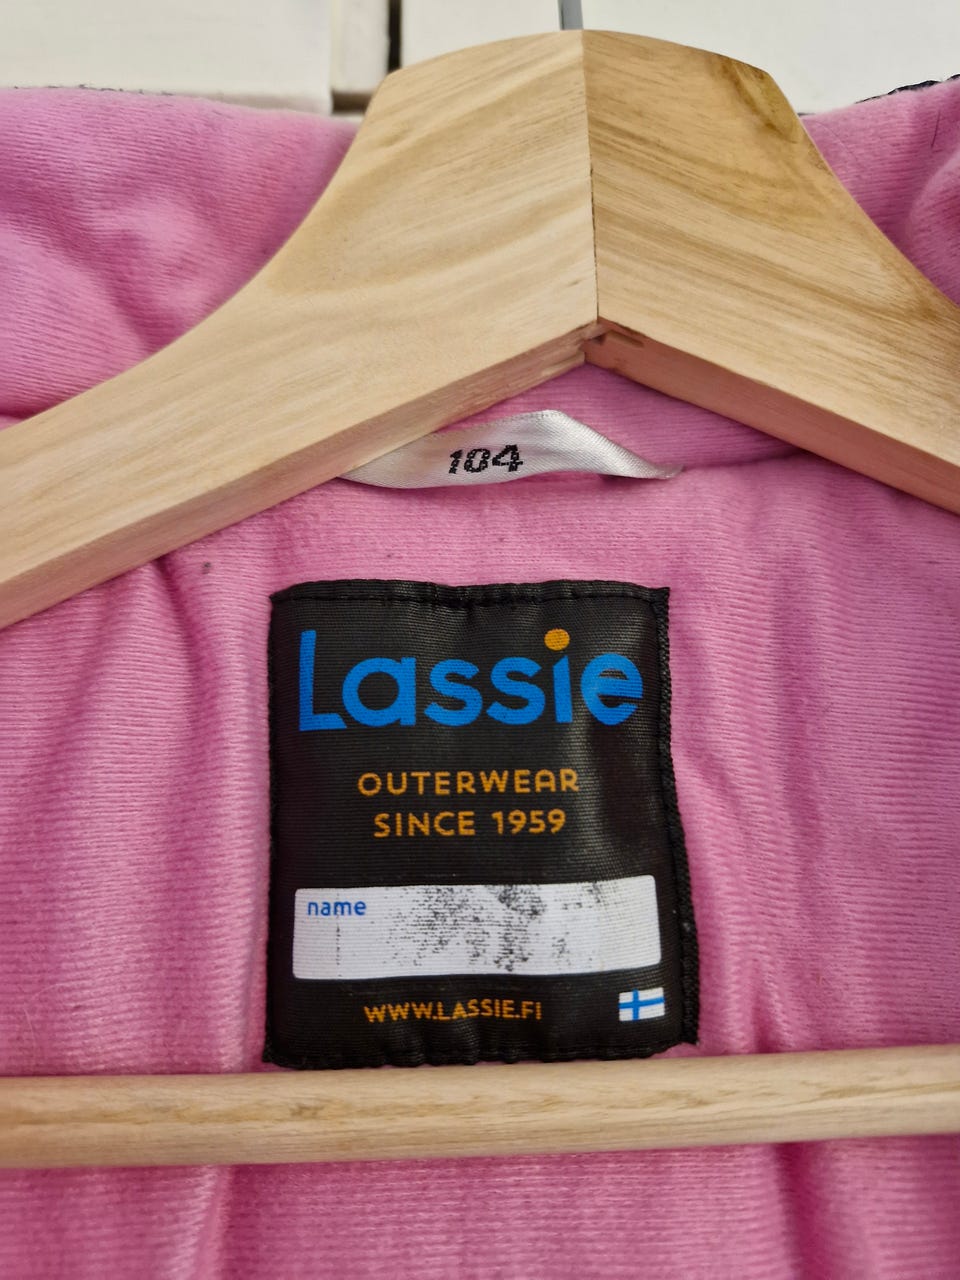 104
Lassie
OUTERWEAR
SINCE 1959
name
WWW.LASSIE.FI